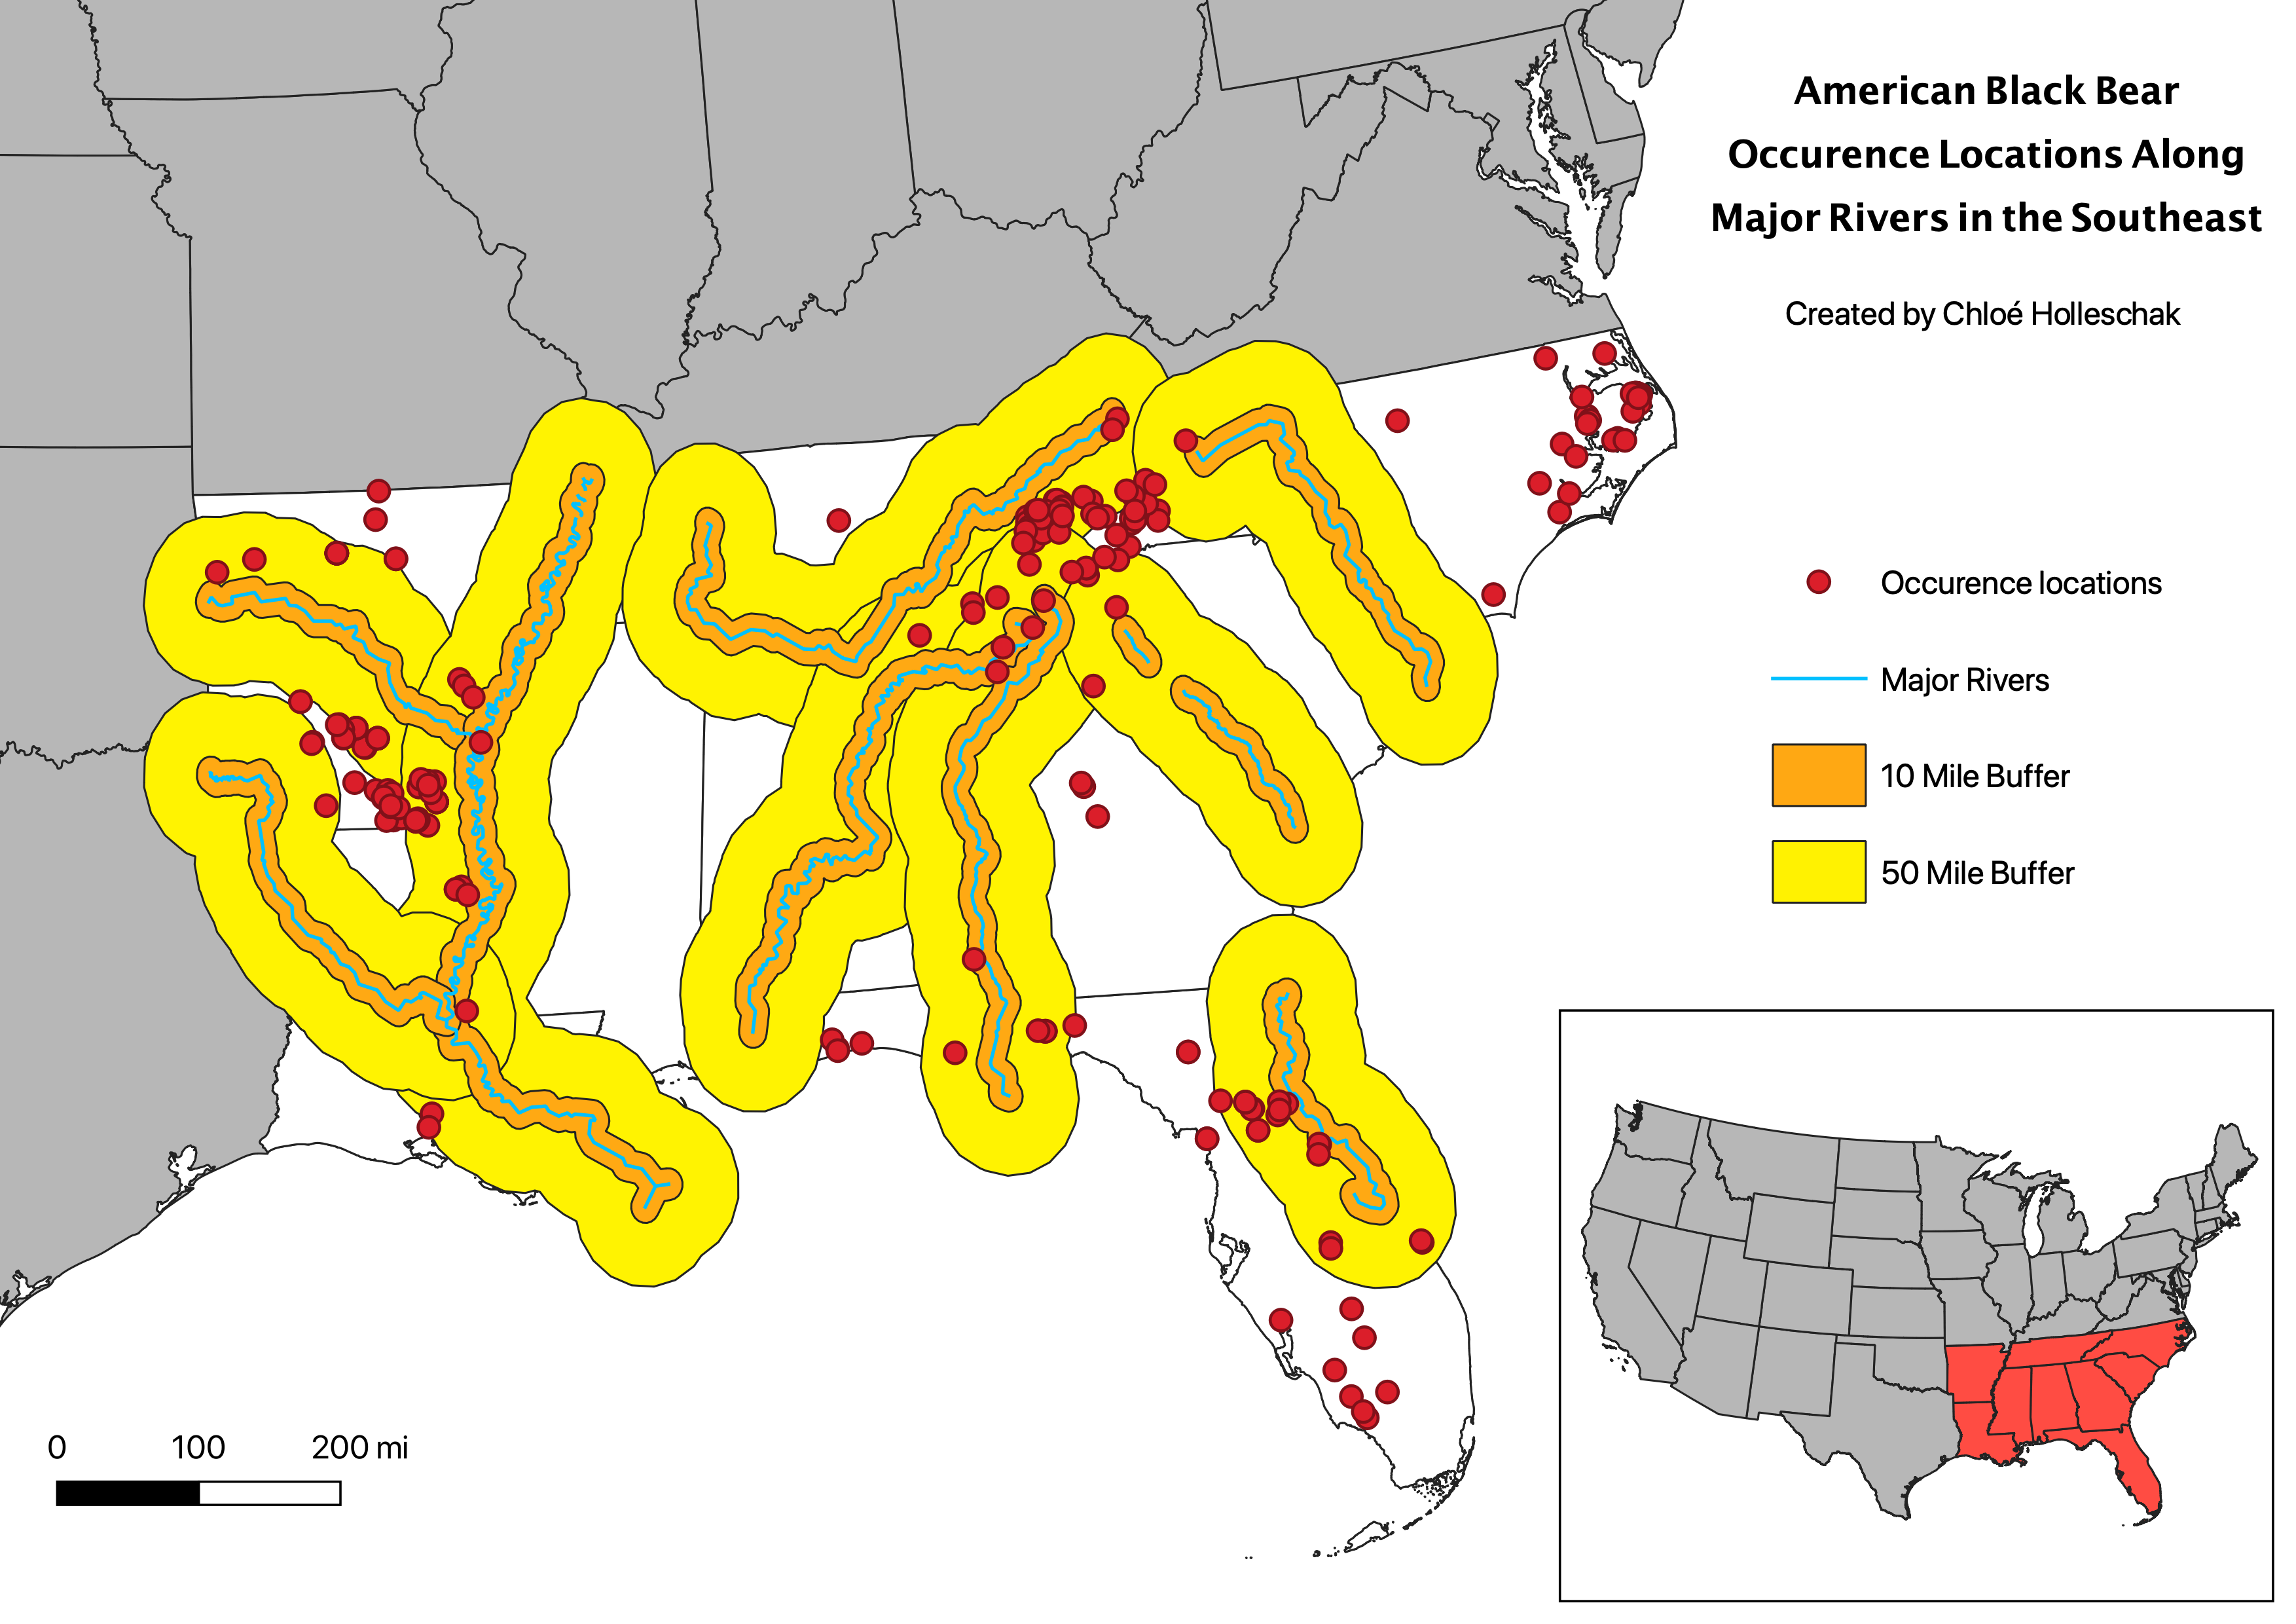 American Black Bear
Occurence Locations Along
Major Rivers in the Southeast
Created by Chloé Holleschak
Occurence locations
Major Rivers
10 Mile Buffer
50 Mile Buffer
0 100 200 mi